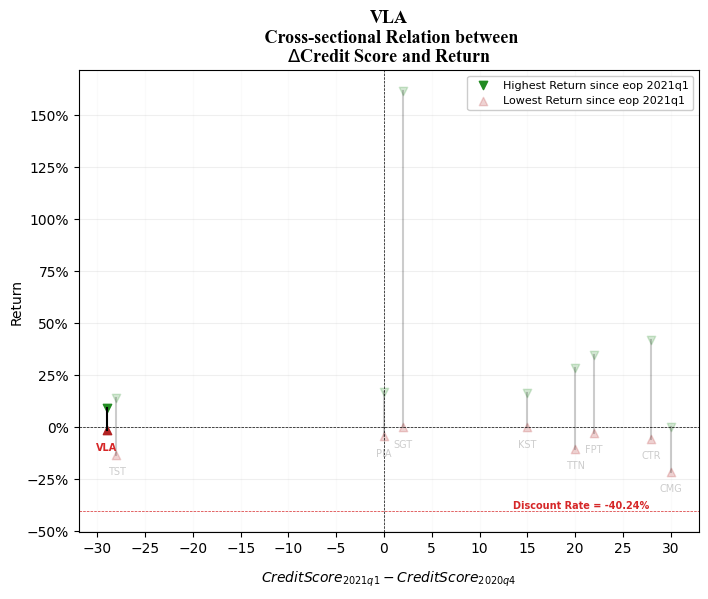 VLA
Cross-sectional Relation between
ΔCredit Score and Return
Highest Return since eop 2021q1
Lowest Return since eop 2021q1
150%
125%
100%
75%
50%
25%
0%
−25%
−50%
Return
VLA
TST
PIA
SGT
KST
TTN
FPT
CTR
CMG
Discount Rate = -40.24%
−30 −25 −20 −15 −10 −5 0 5 10 15 20 25 30
CreditScore2021q1 − CreditScore2020q4